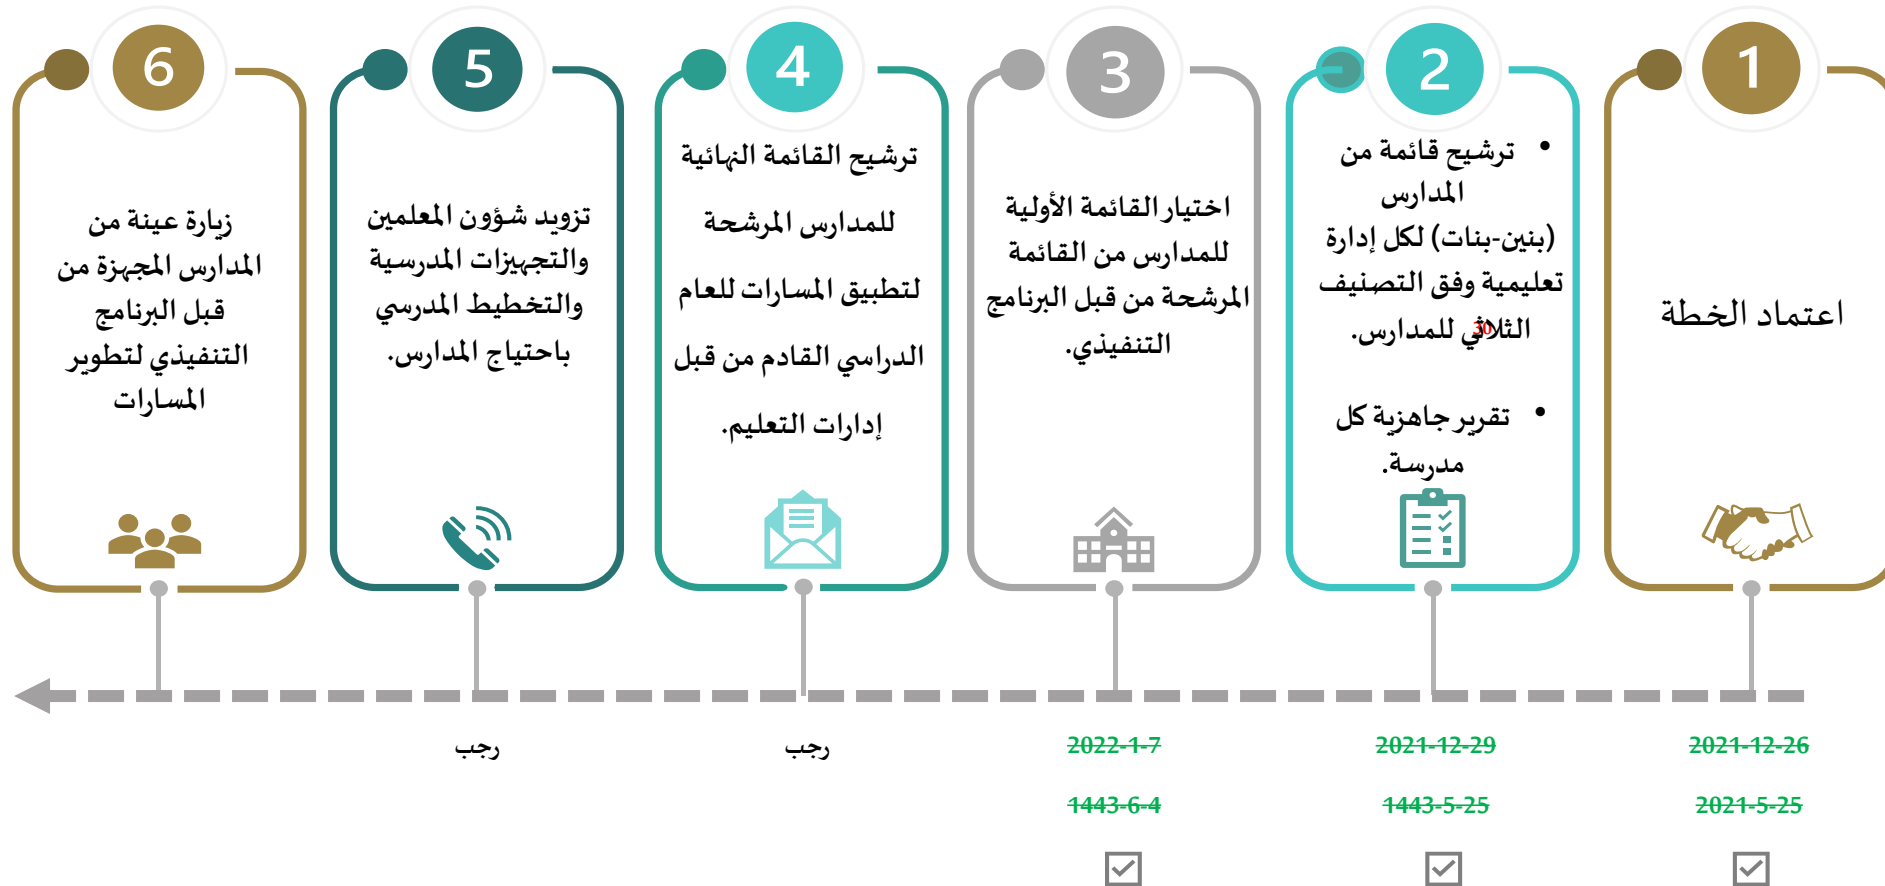 1
اعتماد الخطة
2021-12-26
2021-5-25
2
• ترشيح قائمة من
المدارس
(بنين-بنات) لكل إدارة
تعليمية وفق التصنيف
الثلاثي للمدارس.
30
• تقرير جاهزية كل
مدرسة.
2021-12-29
1443-5-25
3
اختيار القائمة الأولية
للمدارس من القائمة
المرشحة من قبل البرنامج
التنفيذي.
2022-1-7
1443-6-4
4
ترشيح القائمة النهائية
للمدارس المرشحة
لتطبيق المسارات للعام
الدراسي القادم من قبل
إدارات التعليم.
رجب
5
تزويد شؤون المعلمين
والتجهيزات المدرسية
والتخطيط المدرسي
باحتياج المدارس.
رجب
6
زيارة عينة من
المدارس المجهزة من
قبل البرنامج
التنفيذي لتطوير
المسارات